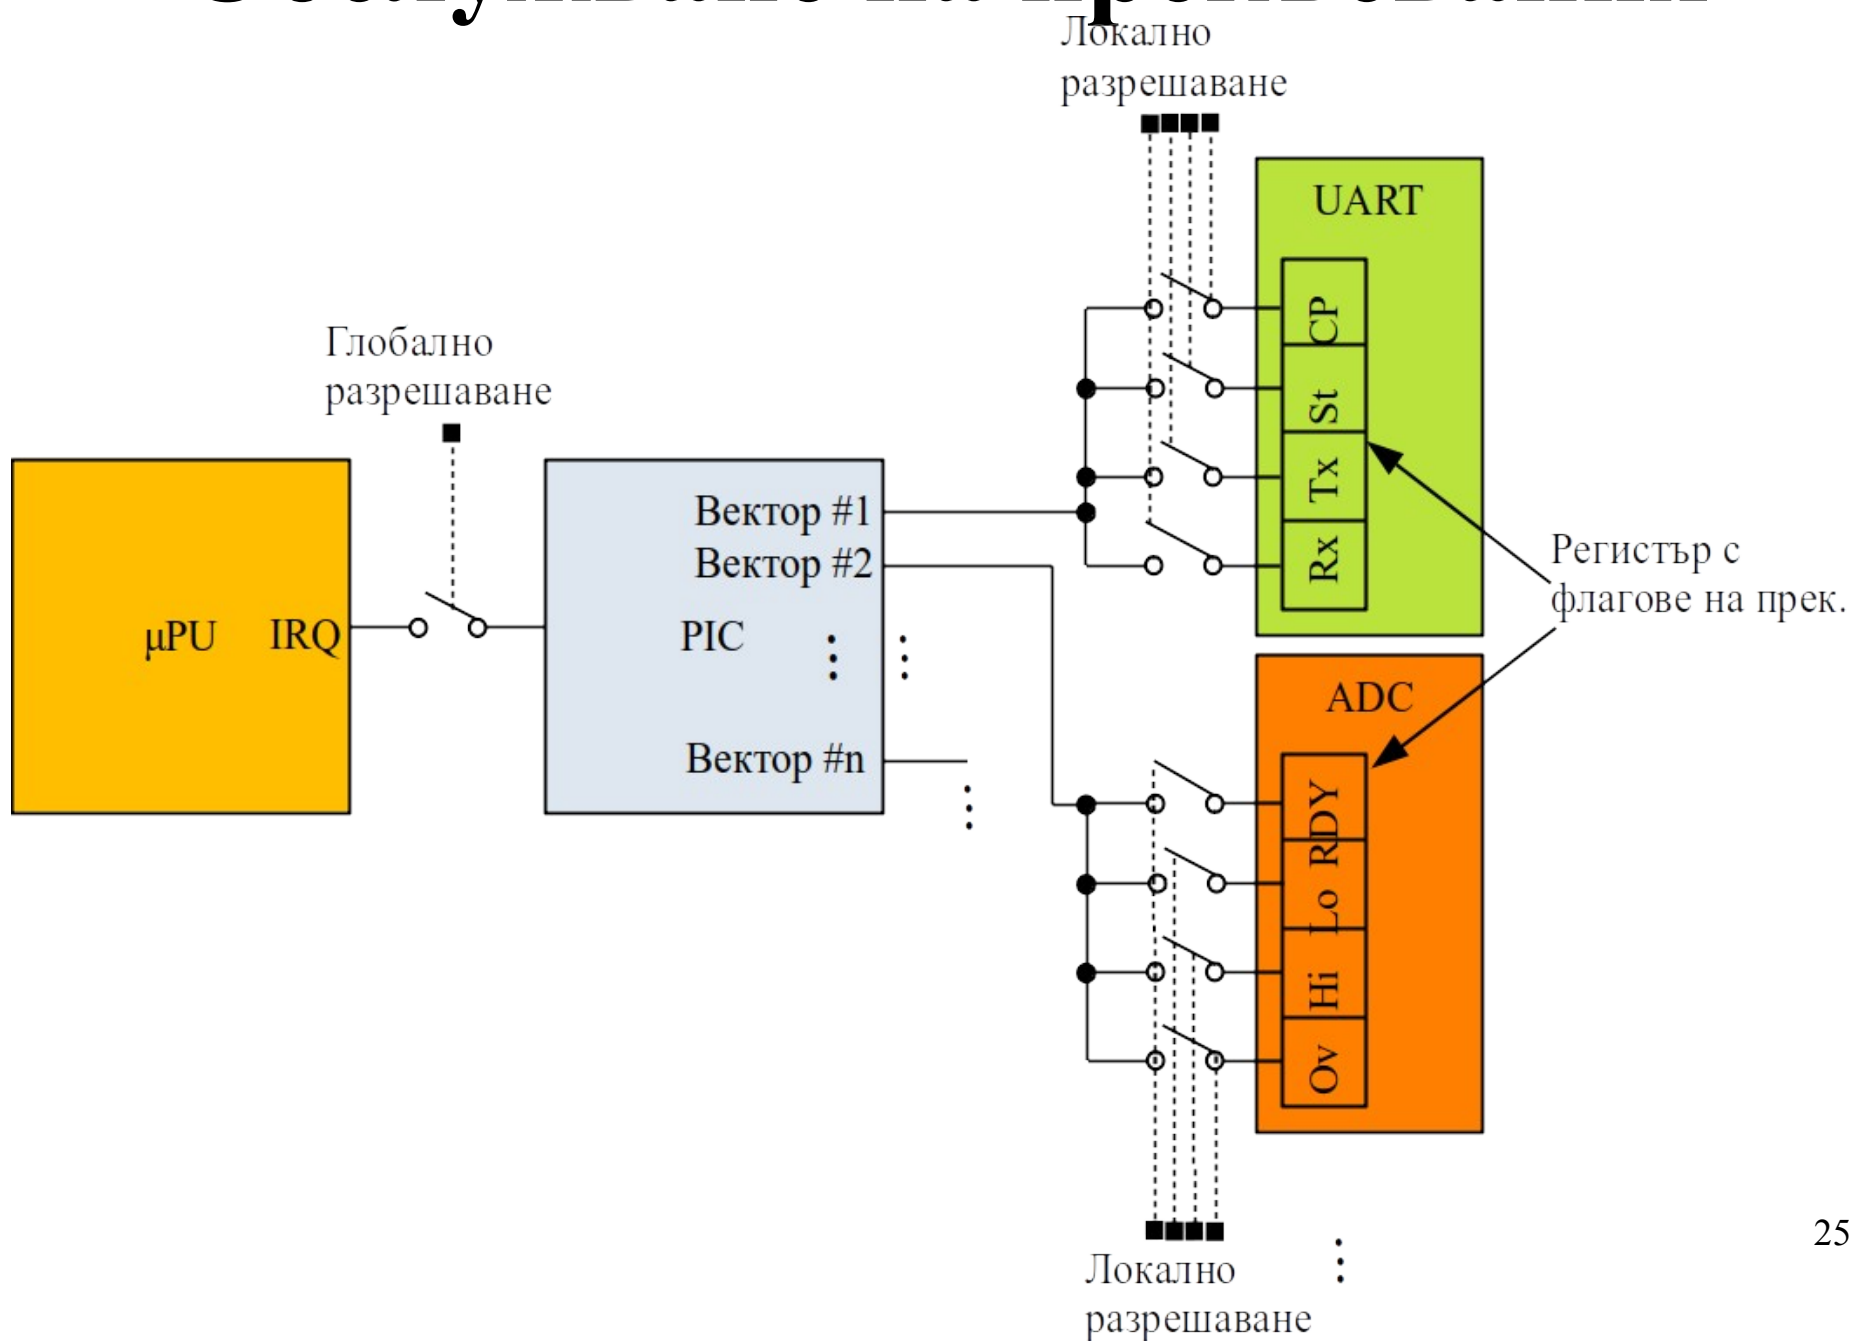 Локално
разрешаване
UART
CP
St
Tx
Rx
Глобално
разрешаване
μPU IRQ
PIC
Вектор #1
Вектор #2
Вектор #n
Регистър с
флагове на прек.
ADC
RDY
Lo
Hi
Ov
Локално
разрешаване
25